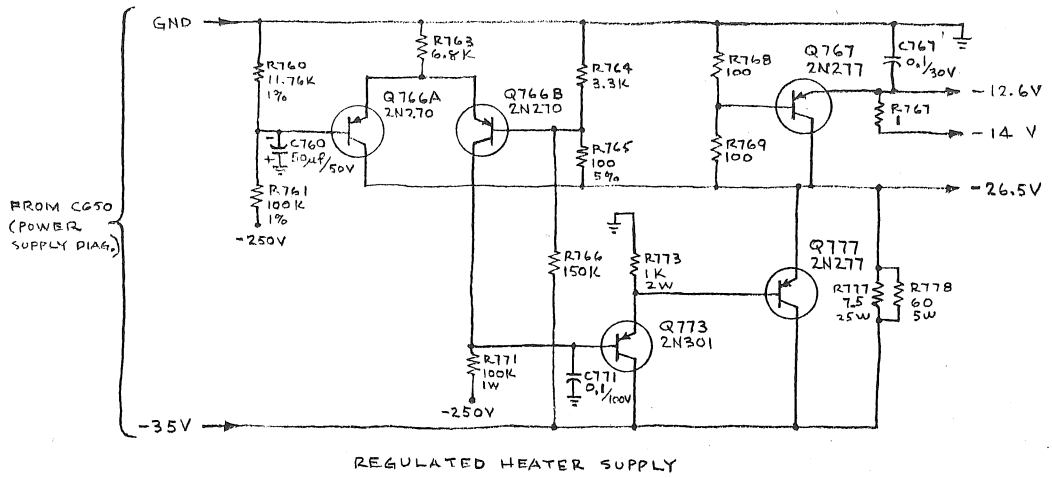 GND
R760
11.76K
1%
- C760
+ 50µf/50V
R761
100K
1%
-250V
R763
6.8K
Q766A
2N270
Q766B
2N270
R764
3.3K
R765
100
5%
R768
100
R769
100
Q767
2N277
C767
0.1/30V
R767
1
-12.6V
-14 V
-26.5V
FROM C650
(POWER
SUPPLY DIAG.)
R766
150K
R773
1K
2W
Q777
2N277
R777
7.5
25W
R778
60
5W
Q773
2N301
R771
100K
1W
-250V
C771
0.1/100V
-35V
REGULATED HEATER SUPPLY